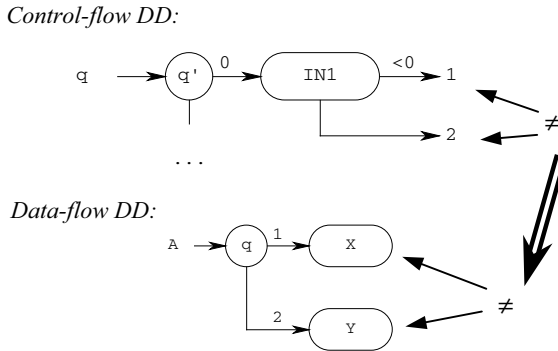 Control-flow DD:
q q' 0 IN1 <0 1
≠
2
...
Data-flow DD:
A q 1 X
≠
2 Y